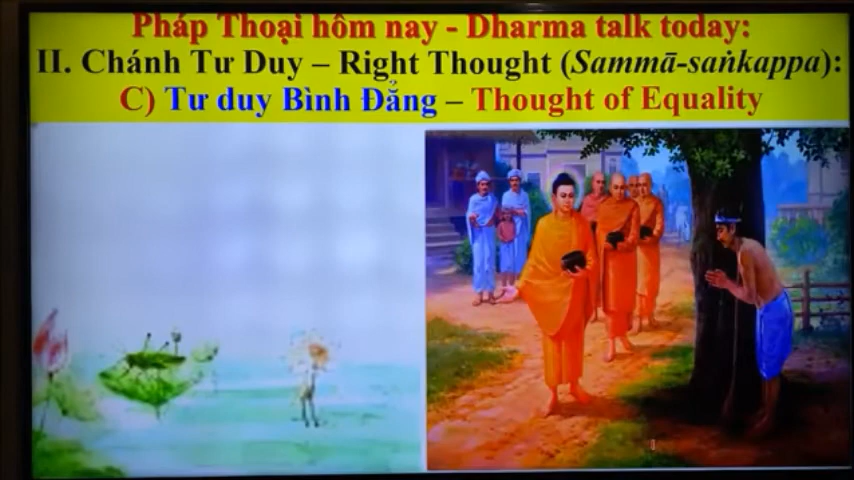 Pháp Thoại hôm nay - Dharma talk today:
II. Chánh Tư Duy – Right Thought (Sammā-saṅkappa):
C) Tư duy Bình Đẳng – Thought of Equality